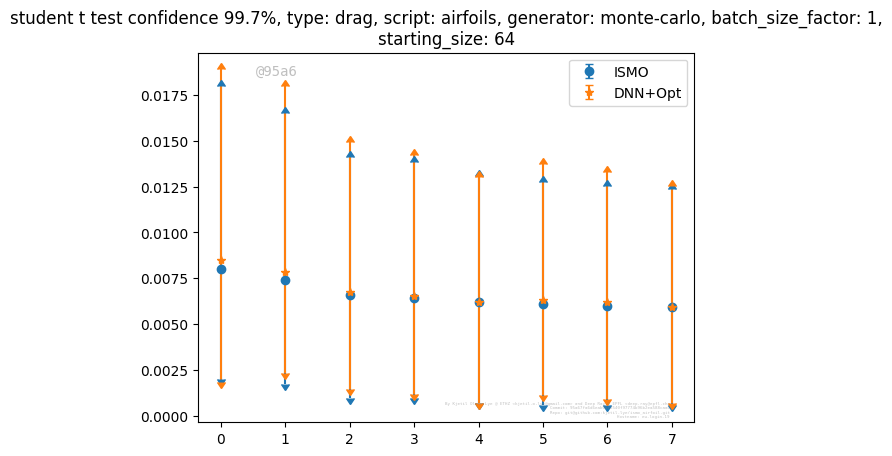 student t test confidence 99.7%, type: drag, script: airfoils, generator: monte-carlo, batch_size_factor: 1,
starting_size: 64
@95a6
ISMO
DNN+Opt
0.0175
0.0150
0.0125
0.0100
0.0075
0.0050
0.0025
0.0000
0 1 2 3 4 5 6 7